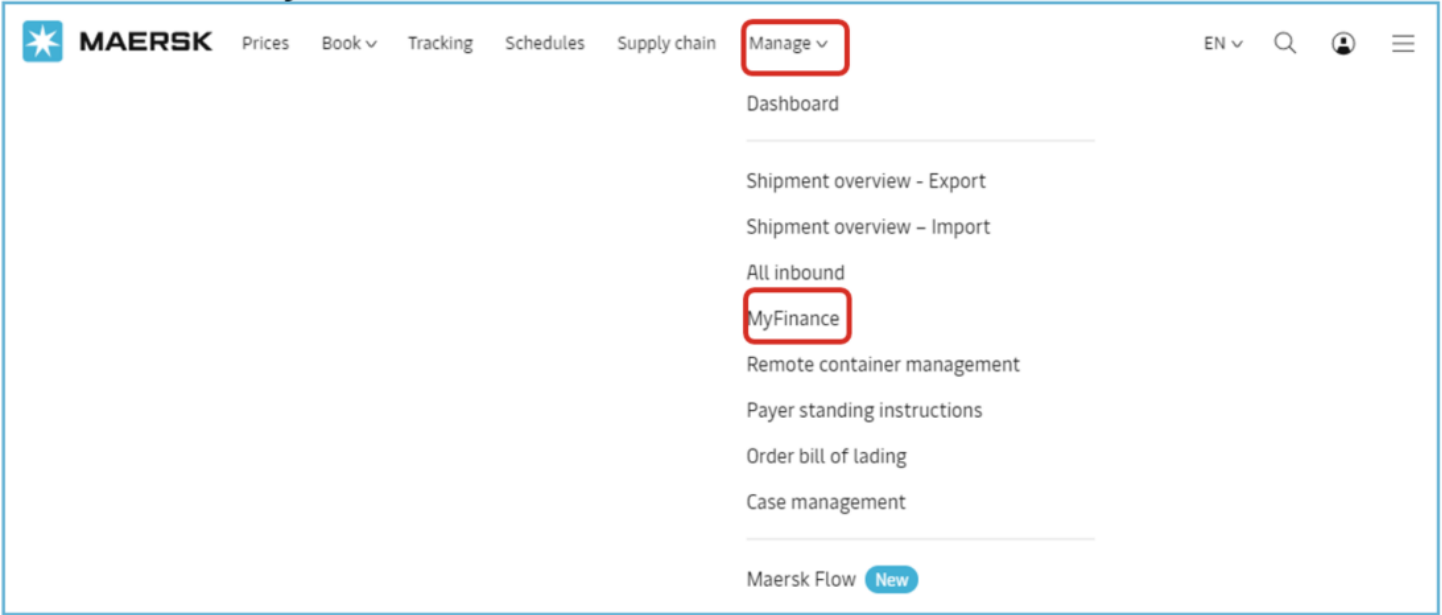 MAERSK Prices Book Tracking Schedules Supply chain Manage EN
Dashboard
Shipment overview - Export
Shipment overview – Import
All inbound
MyFinance
Remote container management
Payer standing instructions
Order bill of lading
Case management
Maersk Flow New